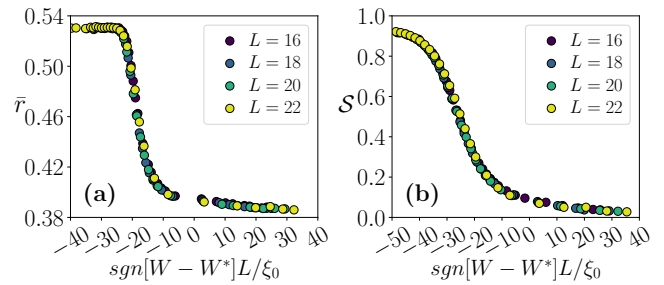 0.54
0.50
0.46
0.42
0.38
r̄
L = 16
L = 18
L = 20
L = 22
(a)
−40 −30 −20 −10 0 10 20 30 40
sgn[W − W*]L/ξ₀
1.0
0.8
0.6
0.4
0.2
0.0
𝒮
L = 16
L = 18
L = 20
L = 22
(b)
−50 −40 −30 −20 −10 0 10 20 30 40
sgn[W − W*]L/ξ₀